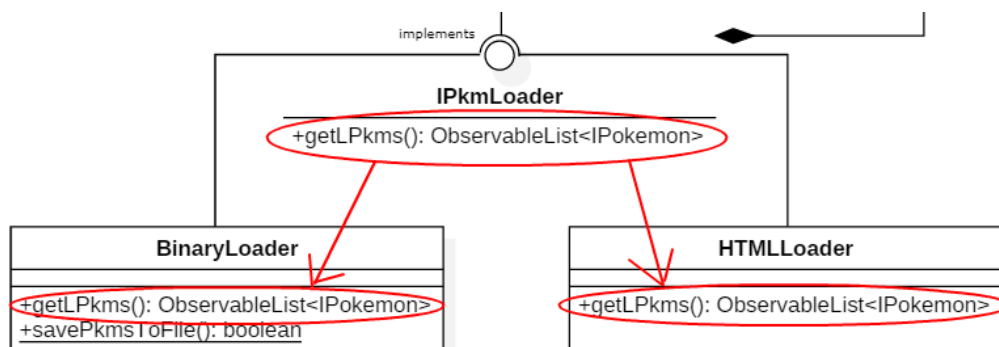 implements
IPkmLoader
+getLPkms(): ObservableList<IPokemon>
BinaryLoader
+getLPkms(): ObservableList<IPokemon>
+savePkmsToFile(): boolean
HTMLLoader
+getLPkms(): ObservableList<IPokemon>